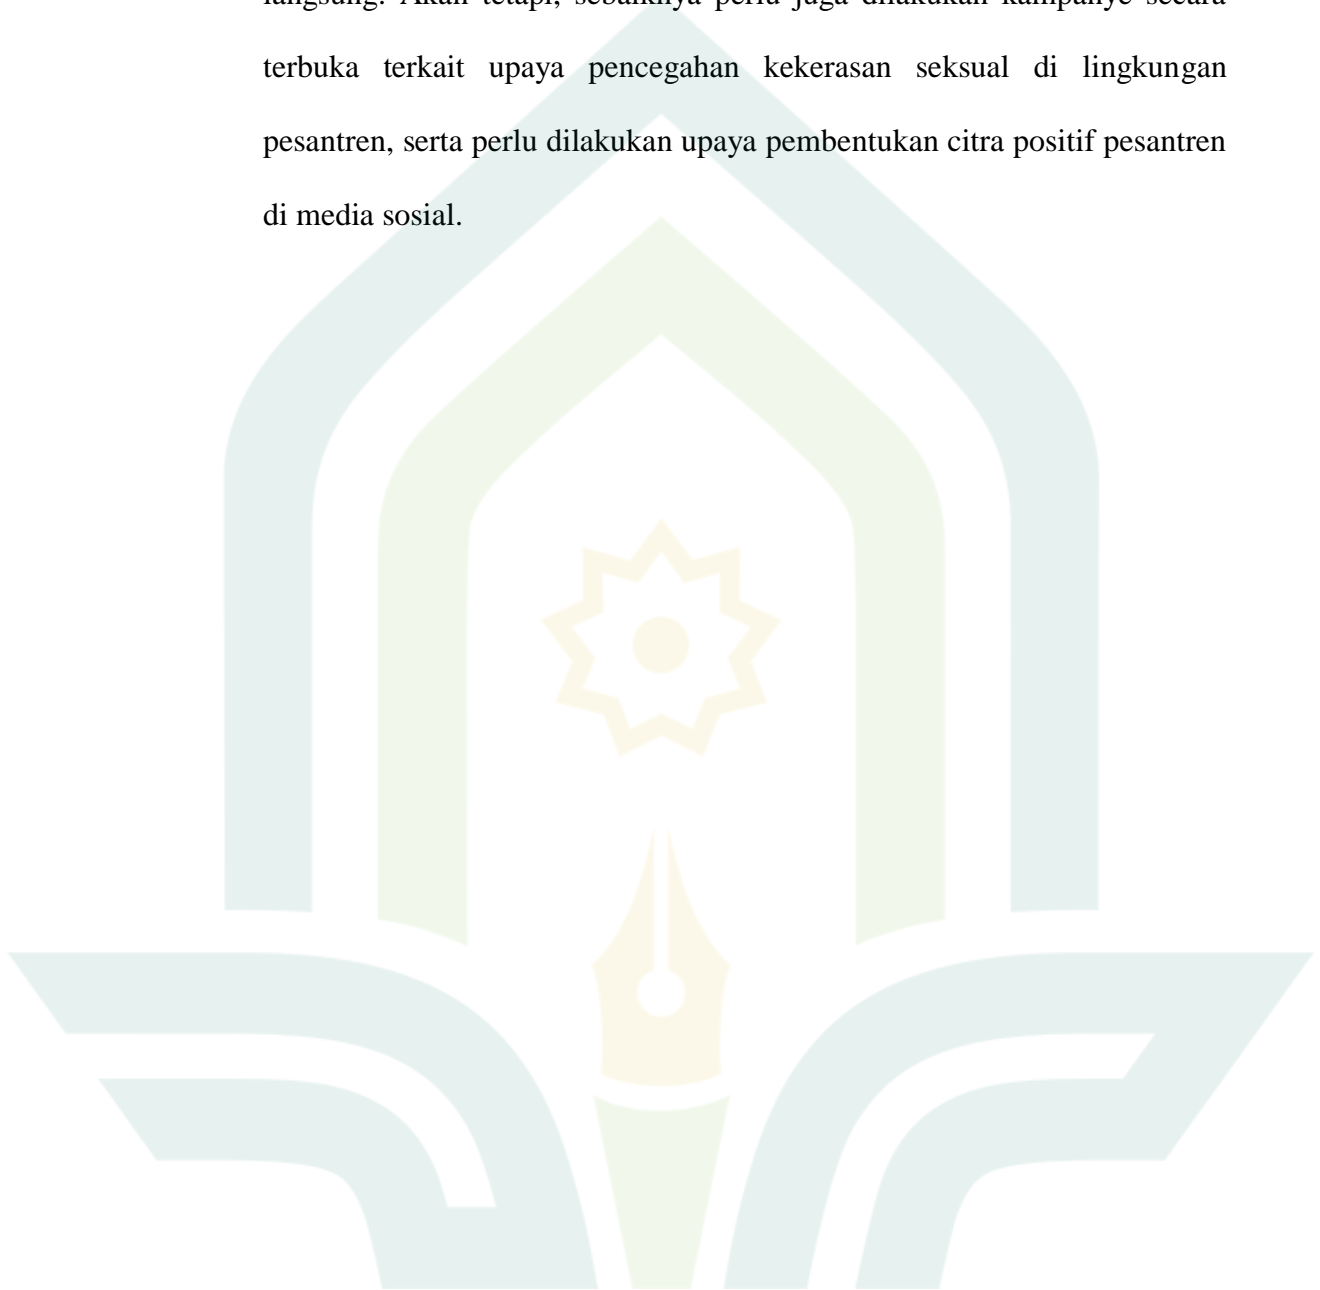 langsung. Akan tetapi, sebaiknya perlu juga dilakukan kampanye secara
terbuka terkait upaya pencegahan kekerasan seksual di lingkungan
pesantren, serta perlu dilakukan upaya pembentukan citra positif pesantren
di media sosial.